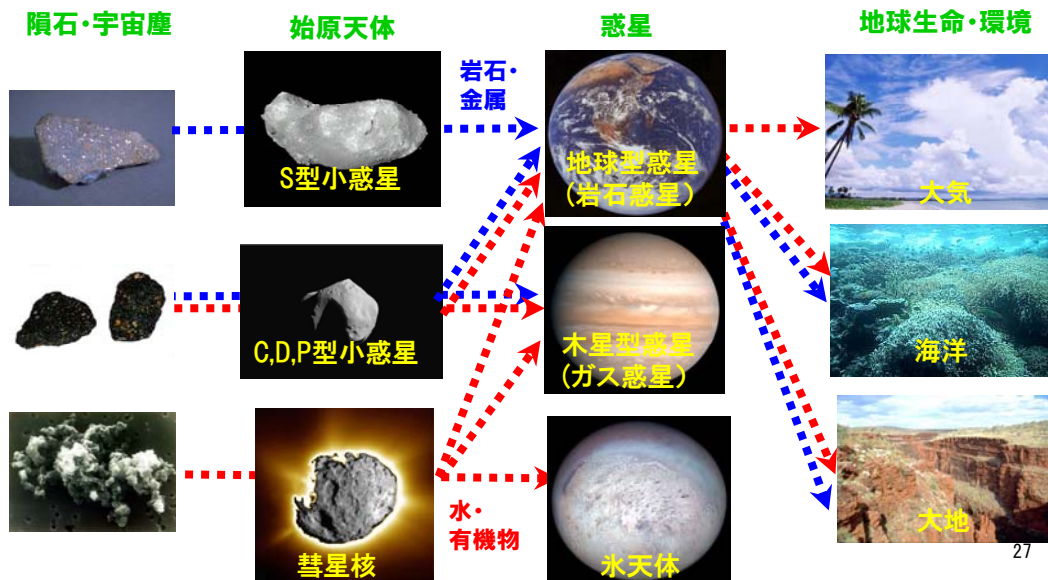 隕石・宇宙塵
始原天体
惑星
地球生命・環境
岩石・
金属
S型小惑星
地球型惑星
(岩石惑星)
大気
C,D,P型小惑星
木星型惑星
(ガス惑星)
海洋
水・
有機物
彗星核
氷天体
大地
27